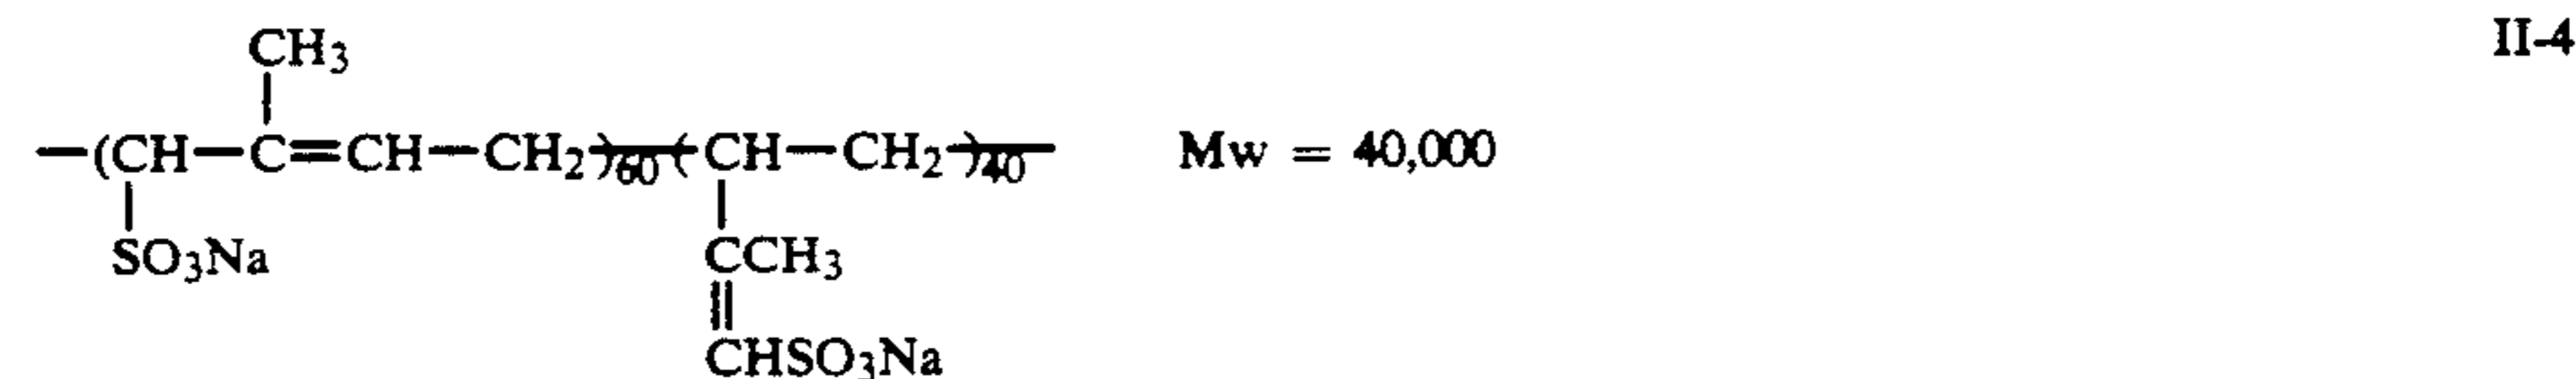 CH₃ II-4
—(CH—C=CH—CH₂)₆₀(CH—CH₂)₄₀— Mw = 40,000
SO₃Na CCH₃
CHSO₃Na